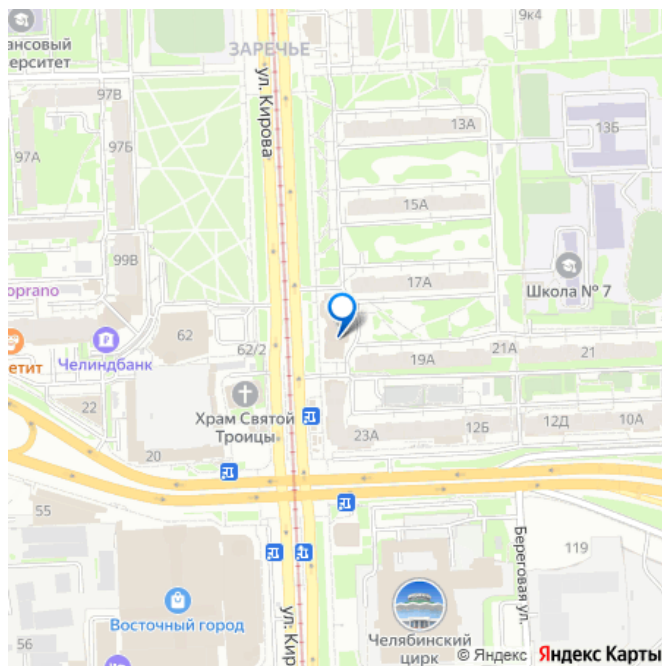 9к4
ансовый
ерситет
ЗАРЕЧЬЕ
97В
ул. Кирова
13А
13Б
97Б
97А
15А
99В
17А
Школа № 7
oprano
62
Челиндбанк
етит
62/2
21А
21
19А
22
Храм Святой
Троицы
12Б
12Д
10А
23А
20
55
Береговая ул.
119
Восточный город
ул. Кир
56
Челябинский
цирк
© Яндекс Яндекс Карты